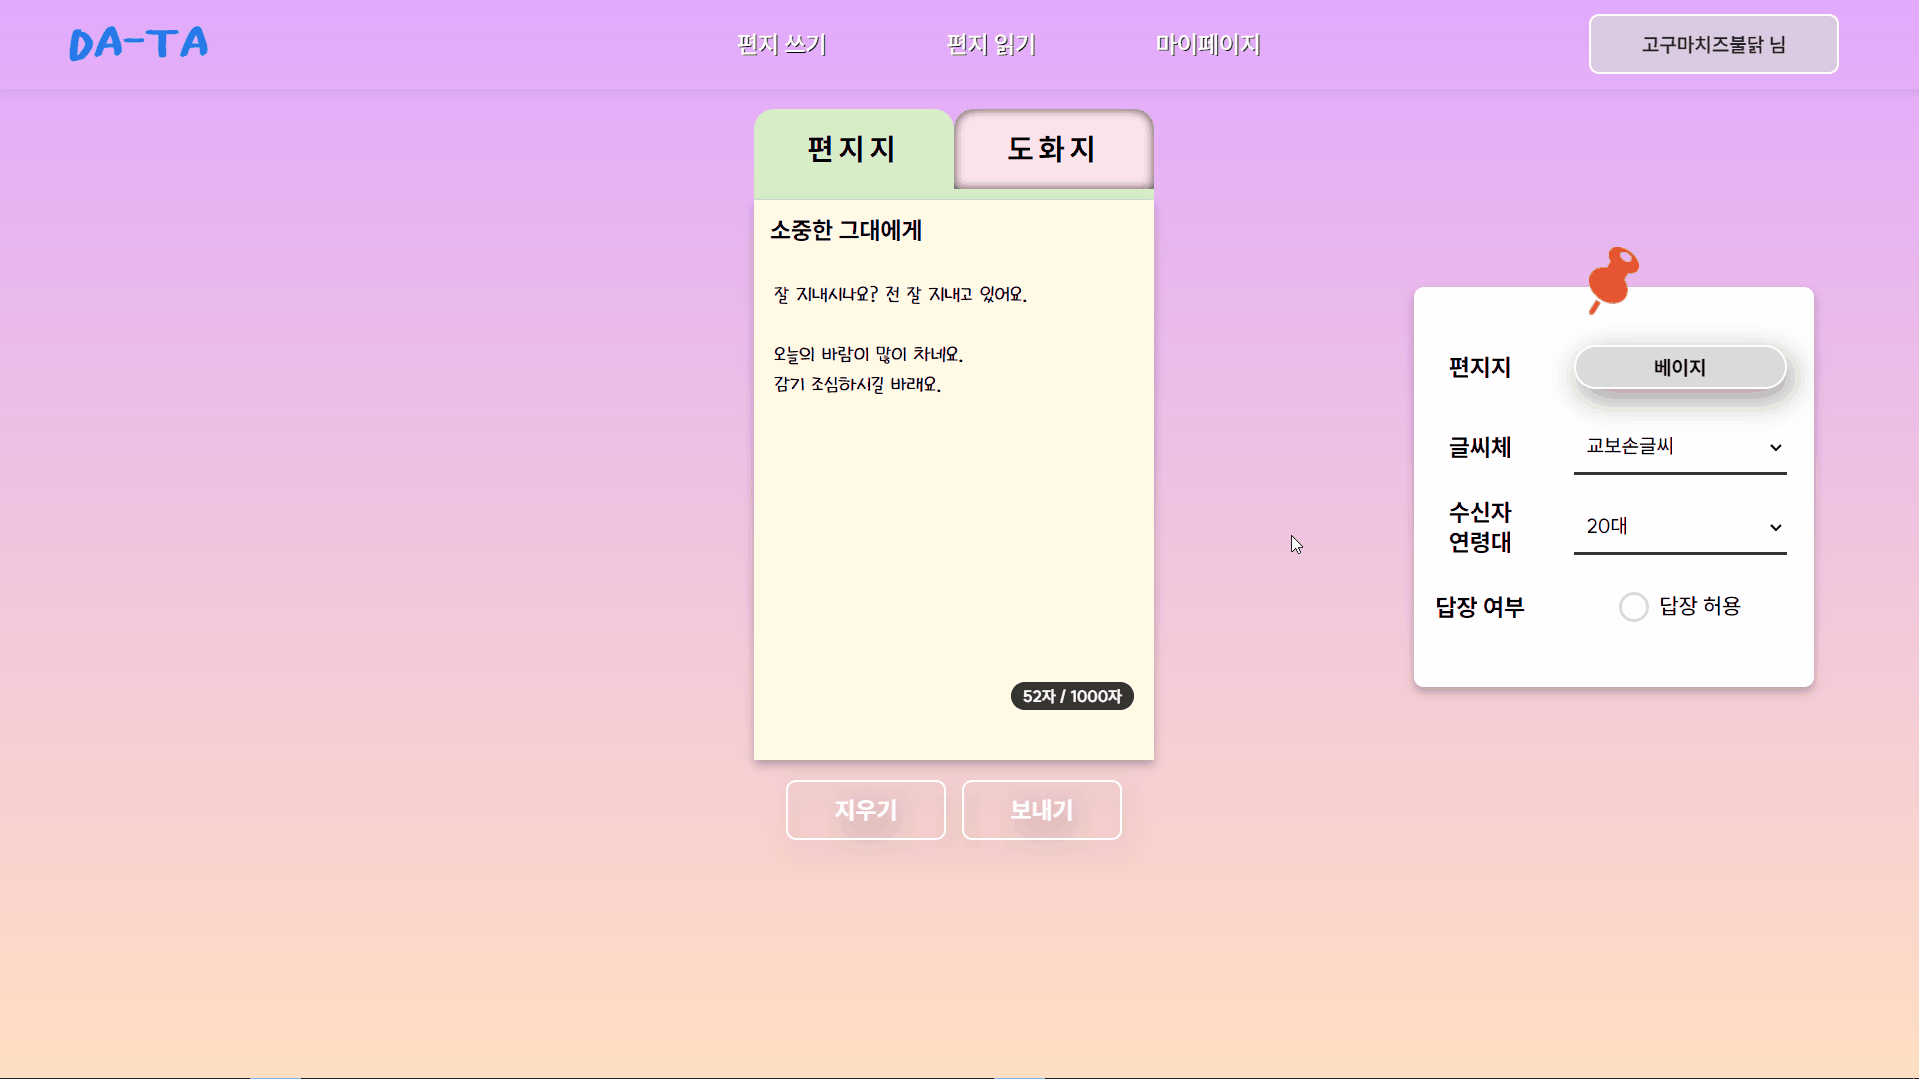 DA-TA
편지 쓰기
편지 읽기
마이페이지
고구마치즈불닭 님
편지지
도화지
소중한 그대에게
잘 지내시나요? 전 잘 지내고 있어요.
오늘의 바람이 많이 차네요.
감기 조심하시길 바래요.
52자 / 1000자
지우기
보내기
편지지
베이지
글씨체
교보손글씨
수신자
연령대
20대
답장 여부
답장 허용